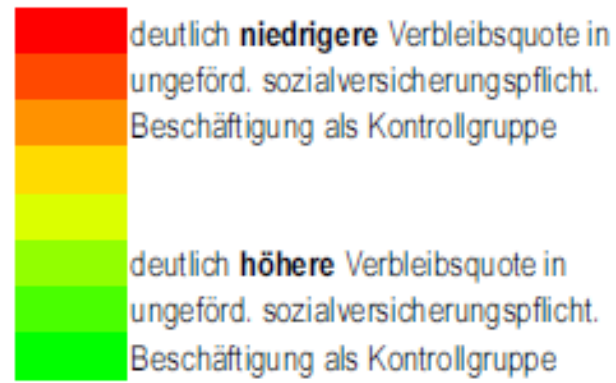 deutlich niedrigere Verbleibsquote in
ungeförd. sozialversicherungspflicht.
Beschäftigung als Kontrollgruppe
deutlich höhere Verbleibsquote in
ungeförd. sozialversicherungspflicht.
Beschäftigung als Kontrollgruppe